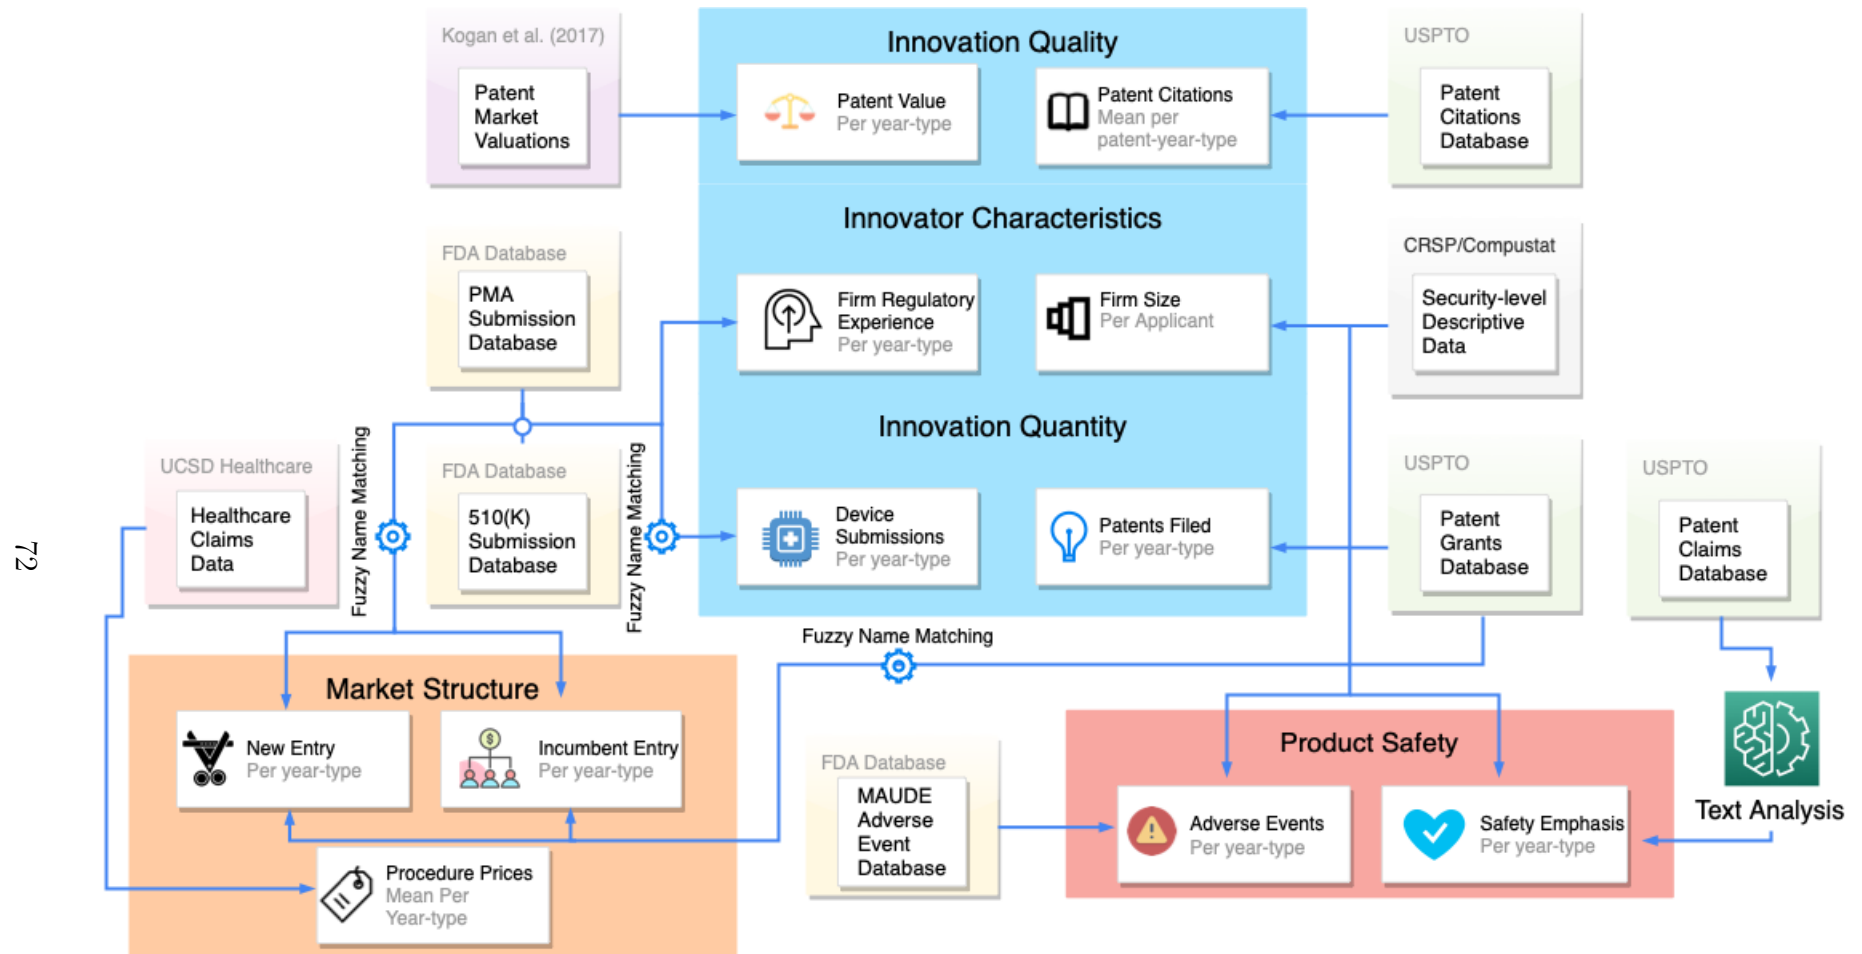 Kogan et al. (2017)
Patent
Market
Valuations
Innovation Quality
Patent Value
Per year-type
Patent Citations
Mean per
patent-year-type
USPTO
Patent
Citations
Database
Innovator Characteristics
FDA Database
PMA
Submission
Database
Firm Regulatory
Experience
Per year-type
Firm Size
Per Applicant
CRSP/Compustat
Security-level
Descriptive
Data
Innovation Quantity
UCSD Healthcare
Healthcare
Claims
Data
Fuzzy Name Matching
FDA Database
510(K)
Submission
Database
Fuzzy Name Matching
Device
Submissions
Per year-type
Patents Filed
Per year-type
USPTO
Patent
Grants
Database
USPTO
Patent
Claims
Database
72
Fuzzy Name Matching
Market Structure
New Entry
Per year-type
$
Incumbent Entry
Per year-type
Procedure Prices
Mean Per
Year-type
FDA Database
MAUDE
Adverse
Event
Database
Product Safety
Adverse Events
Per year-type
Safety Emphasis
Per year-type
Text Analysis